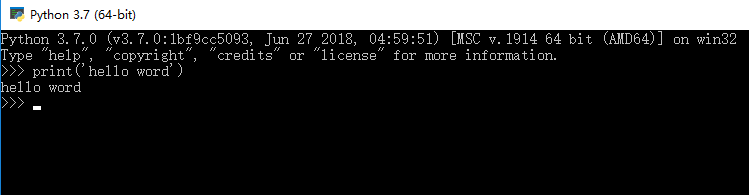 Python 3.7 (64-bit)
Python 3.7.0 (v3.7.0:1bf9cc5093, Jun 27 2018, 04:59:51) [MSC v.1914 64 bit (AMD64)] on win32
Type "help", "copyright", "credits" or "license" for more information.
>>> print('hello word')
hello word
>>>